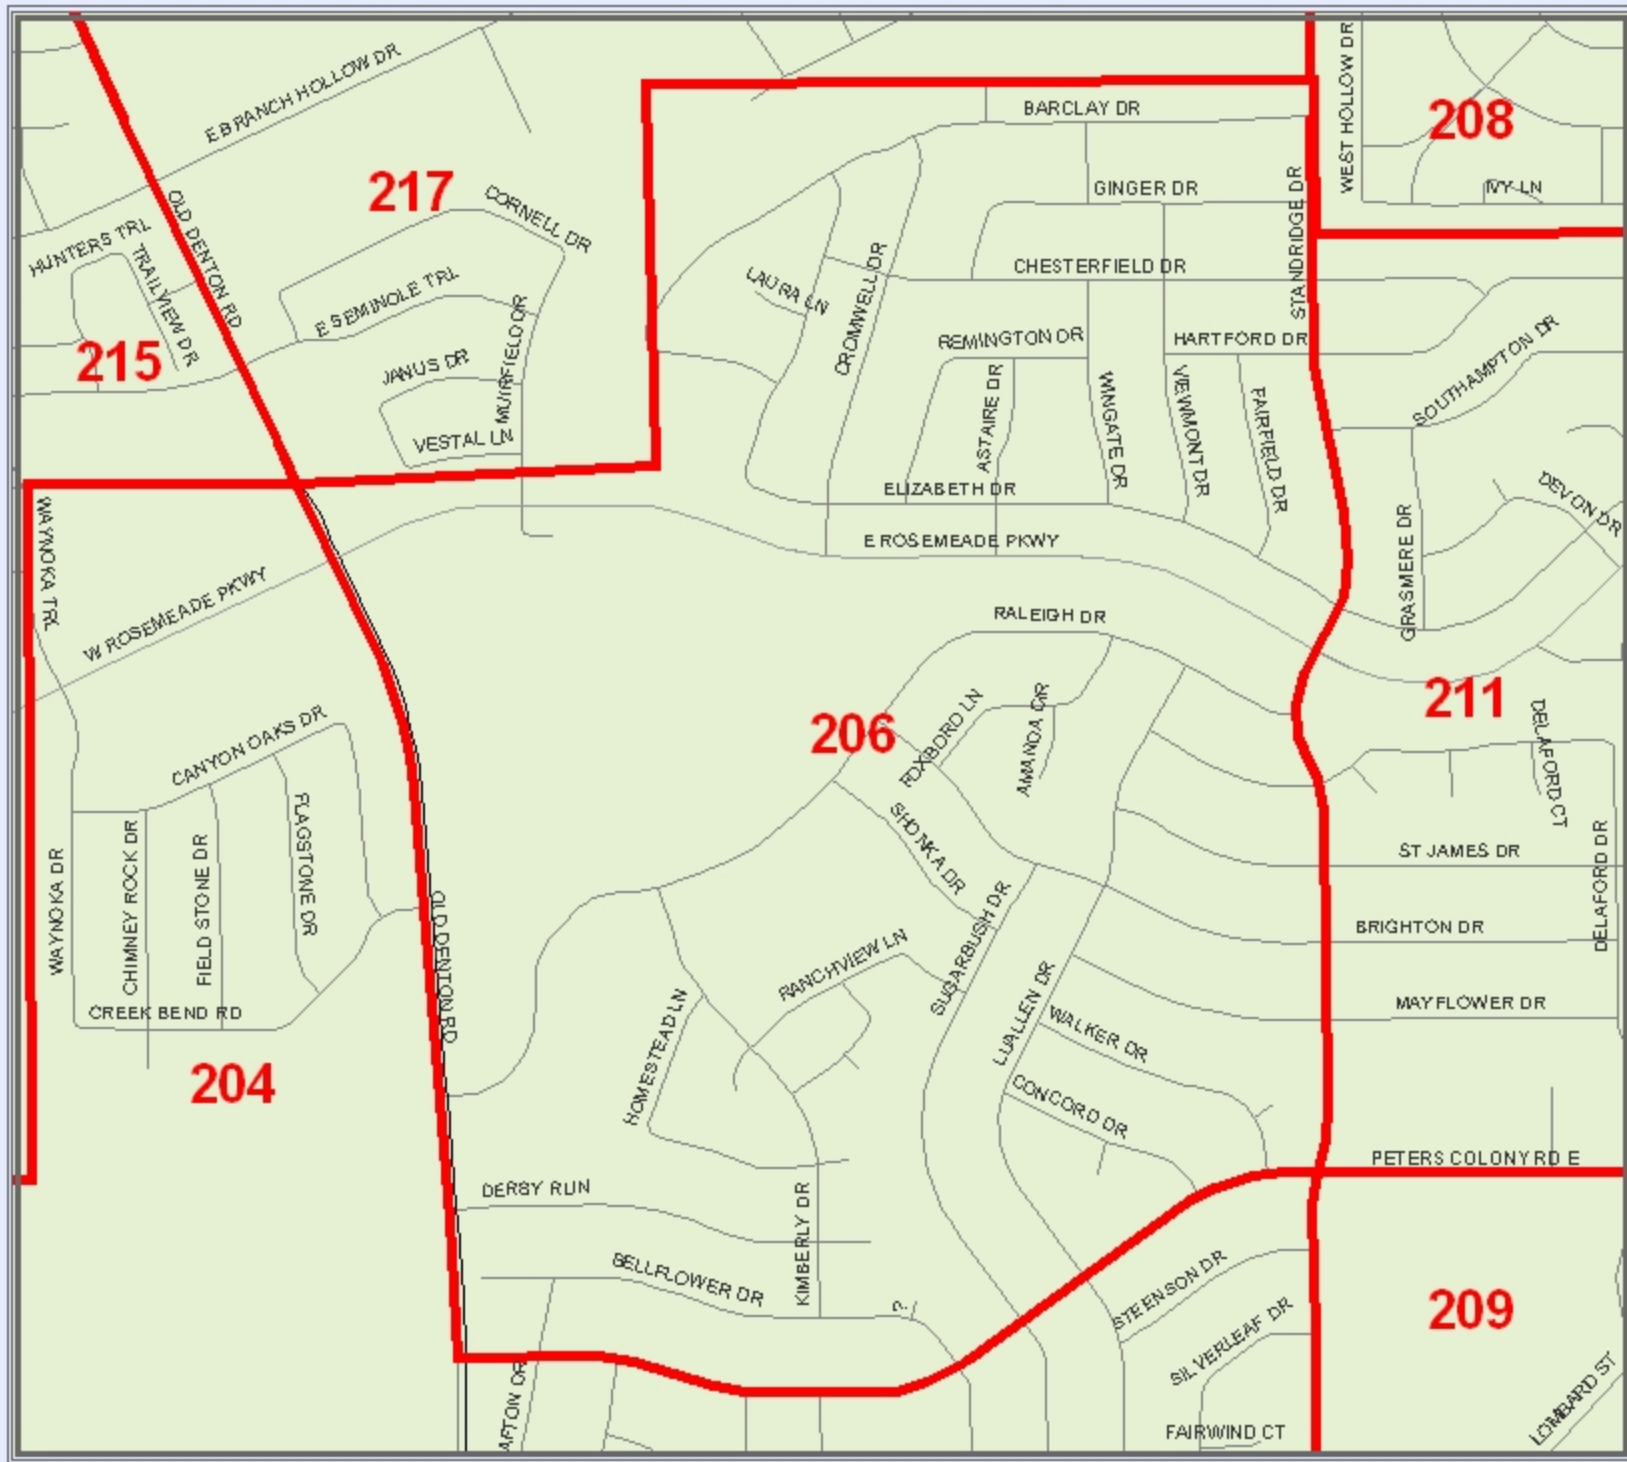 E BRANCH HOLLOW DR
WEST HOLLOW DR
208
BARCLAY DR
217
CORNELL DR
GINGER DR
IVY LN
OLD DENTON RD
HUNTERS TRL
TRAILVIEW DR
STANDRIDGE DR
CHESTERFIELD DR
E SEMINOLE TRL
LAURA LN
CROMWELL DR
MUIRFIELD DR
215
JANUS DR
REMINGTON DR
HARTFORD DR
SOUTHAMPTON DR
ASTAIRE DR
WINGATE DR
VIEWMONT DR
FAIRFIELD DR
VESTAL LN
ELIZABETH DR
DEVON DR
WAYNOKA TRL
E ROSEMEADE PKWY
GRASMERE DR
W ROSEMEADE PKWY
RALEIGH DR
211
206
FOXBORO LN
AMANDA CIR
DELAFORD CT
CANYON OAKS DR
FLAGSTONE DR
SHONKA DR
ST JAMES DR
WAYNOKA DR
CHIMNEY ROCK DR
FIELD STONE DR
OLD DENTON RD
SUGARBUSH DR
BRIGHTON DR
DELAFORD DR
RANCHVIEW LN
CREEK BEND RD
HOMESTEAD LN
LUALLEN DR
WALKER DR
MAYFLOWER DR
204
CONCORD DR
PETERS COLONY RD E
DERBY RUN
KIMBERLY DR
BELLFLOWER DR
?
STEENSON DR
209
SILVERLEAF DR
AFTON DR
FAIRWIND CT
LOMBARD ST